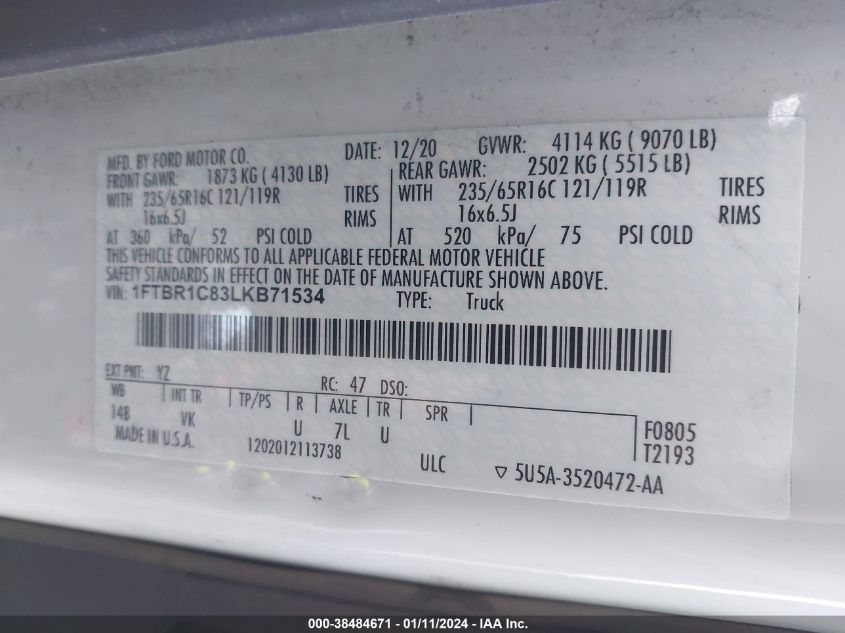 MFD. BY FORD MOTOR CO. DATE: 12/20 GVWR: 4114 KG ( 9070 LB)
FRONT GAWR: 1873 KG ( 4130 LB) REAR GAWR: 2502 KG ( 5515 LB)
WITH 235/65R16C 121/119R TIRES WITH 235/65R16C 121/119R TIRES
16x6.5J RIMS 16x6.5J RIMS
AT 360 kPa/ 52 PSI COLD AT 520 kPa/ 75 PSI COLD
THIS VEHICLE CONFORMS TO ALL APPLICABLE FEDERAL MOTOR VEHICLE
SAFETY STANDARDS IN EFFECT ON THE DATE OF MANUFACTURE SHOWN ABOVE.
VIN: 1FTBR1C83LKB71534 TYPE: Truck
EXT PNT: YZ RC: 47 DSO:
WB INT TR TP/PS R AXLE TR SPR F0805
14B VK U 7L U T2193
MADE IN U.S.A. 1202012113738 ULC ▽ 5U5A-3520472-AA
000-38484671 - 01/11/2024 - IAA Inc.